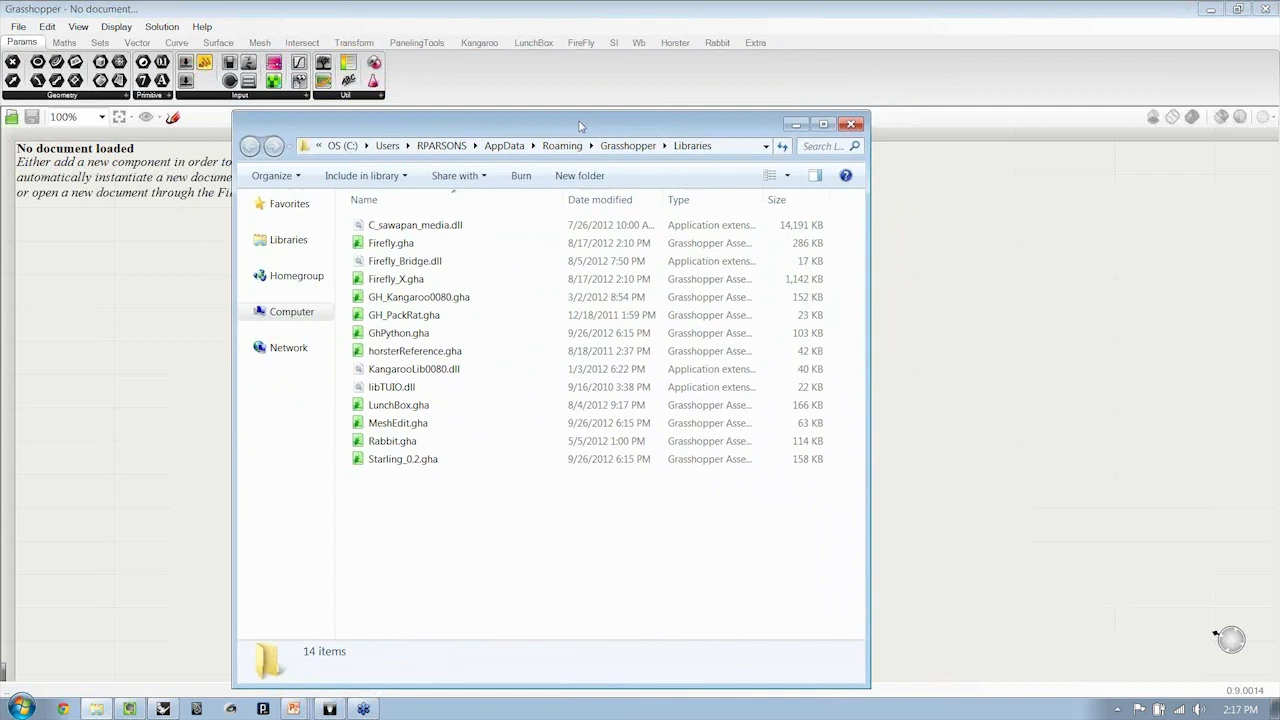 Grasshopper - No document...
File Edit View Display Solution Help
Params Maths Sets Vector Curve Surface Mesh Intersect Transform PanelingTools Kangaroo LunchBox FireFly SI Wb Horster Rabbit Extra
Geometry Primitive Input Util
100%
No document loaded
Either add a new component in order to
automatically instantiate a new docume
or open a new document through the Fi
OS (C:) Users RPARSONS AppData Roaming Grasshopper Libraries Search L...
Organize Include in library Share with Burn New folder
Name Date modified Type Size
Favorites
Libraries
Homegroup
Computer
Network
C_sawapan_media.dll 7/26/2012 10:00 A... Application extens... 14,191 KB
Firefly.gha 8/17/2012 2:10 PM Grasshopper Asse... 286 KB
Firefly_Bridge.dll 8/5/2012 7:50 PM Application extens... 17 KB
Firefly_X.gha 8/17/2012 2:10 PM Grasshopper Asse... 1,142 KB
GH_Kangaroo0080.gha 3/2/2012 8:54 PM Grasshopper Asse... 152 KB
GH_PackRat.gha 12/18/2011 1:59 PM Grasshopper Asse... 23 KB
GhPython.gha 9/26/2012 6:15 PM Grasshopper Asse... 103 KB
horsterReference.gha 8/18/2011 2:37 PM Grasshopper Asse... 42 KB
KangarooLib0080.dll 1/3/2012 6:22 PM Application extens... 40 KB
libTUIO.dll 9/16/2010 3:38 PM Application extens... 22 KB
LunchBox.gha 8/4/2012 9:17 PM Grasshopper Asse... 166 KB
MeshEdit.gha 9/26/2012 6:15 PM Grasshopper Asse... 63 KB
Rabbit.gha 5/5/2012 1:00 PM Grasshopper Asse... 114 KB
Starling_0.2.gha 9/26/2012 6:15 PM Grasshopper Asse... 158 KB
14 items
0.9.0014
2:17 PM